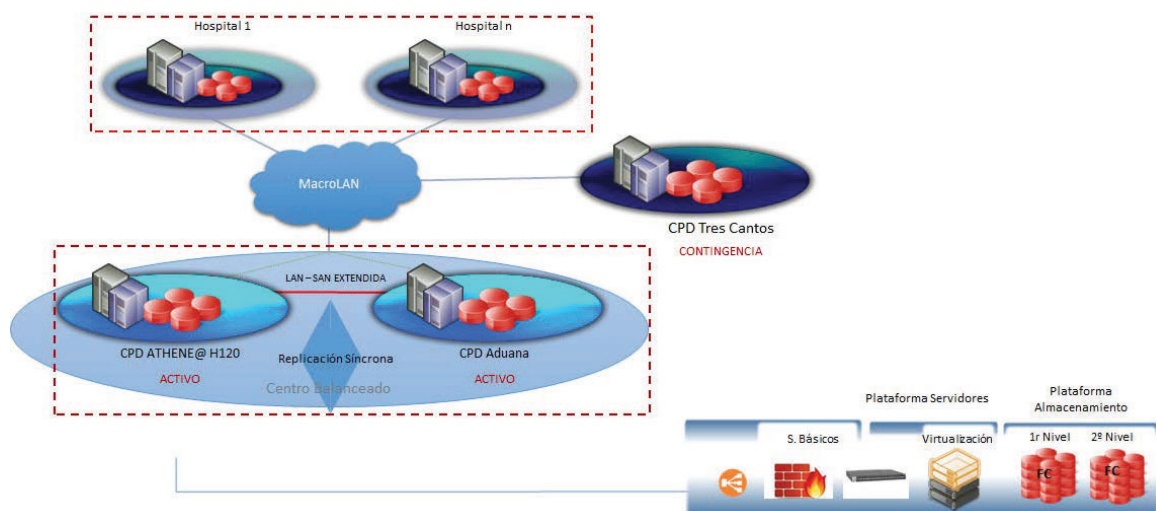 Hospital 1
Hospital n
MacroLAN
CPD Tres Cantos
CONTINGENCIA
LAN – SAN EXTENDIDA
CPD ATHENE@ H120
Replicación Síncrona
CPD Aduana
ACTIVO
Centro Balanceado
ACTIVO
Plataforma Servidores
Plataforma
Almacenamiento
S. Básicos
Virtualización
1r Nivel
2º Nivel
FC
FC